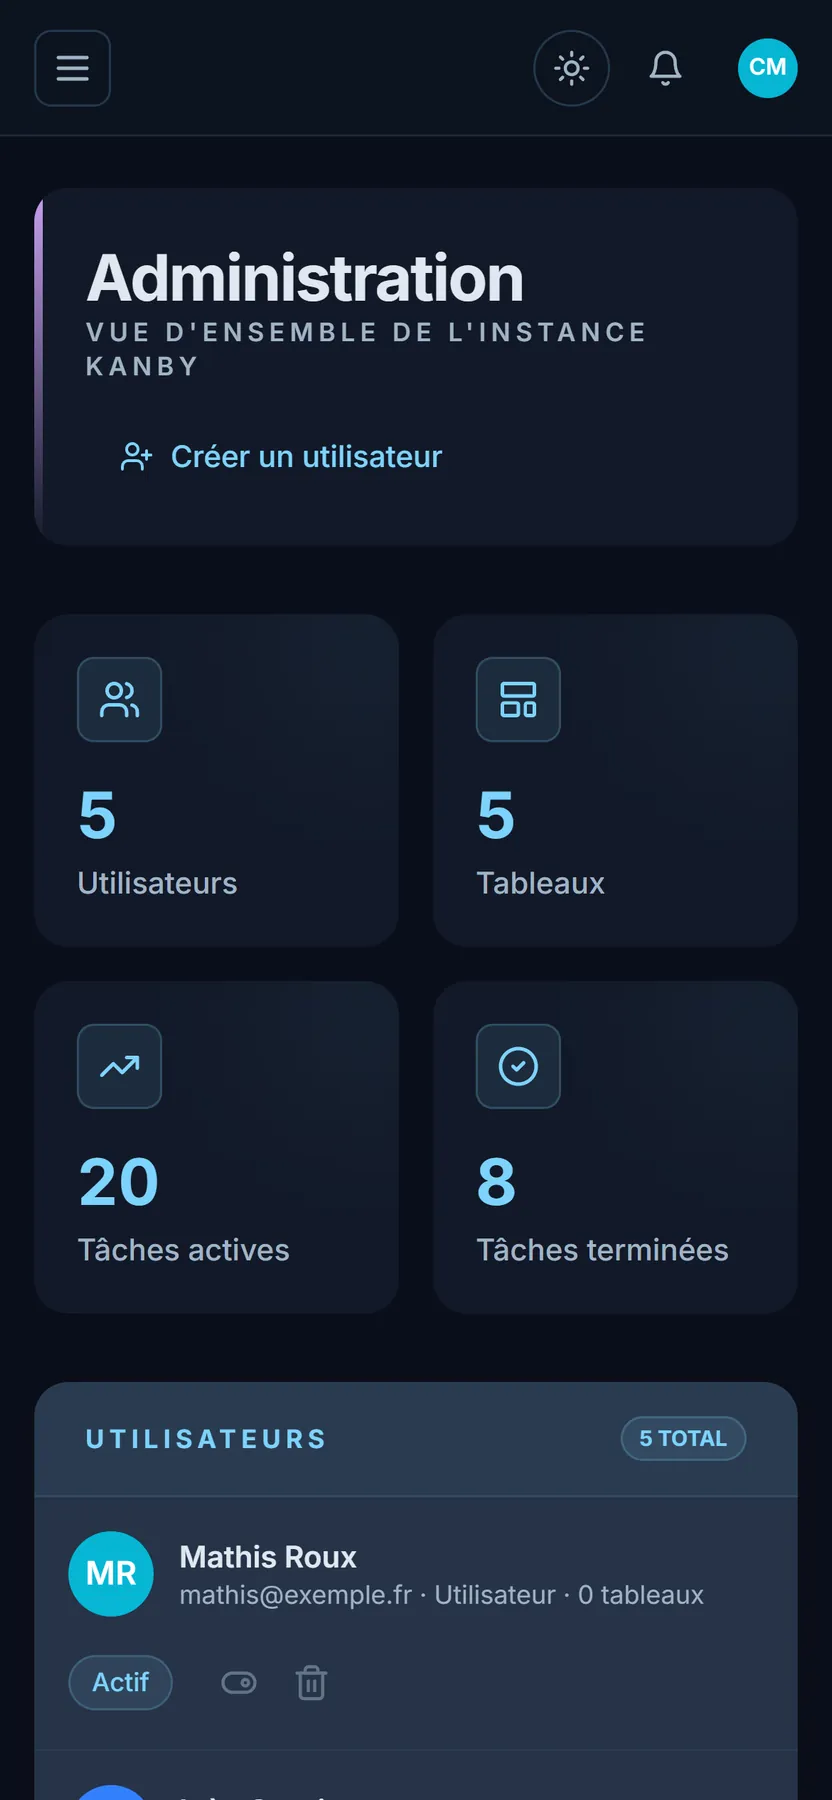 CM
Administration
VUE D'ENSEMBLE DE L'INSTANCE
KANBY
Créer un utilisateur
5
Utilisateurs
5
Tableaux
20
Tâches actives
8
Tâches terminées
UTILISATEURS
5 TOTAL
MR
Mathis Roux
mathis@exemple.fr · Utilisateur · 0 tableaux
Actif